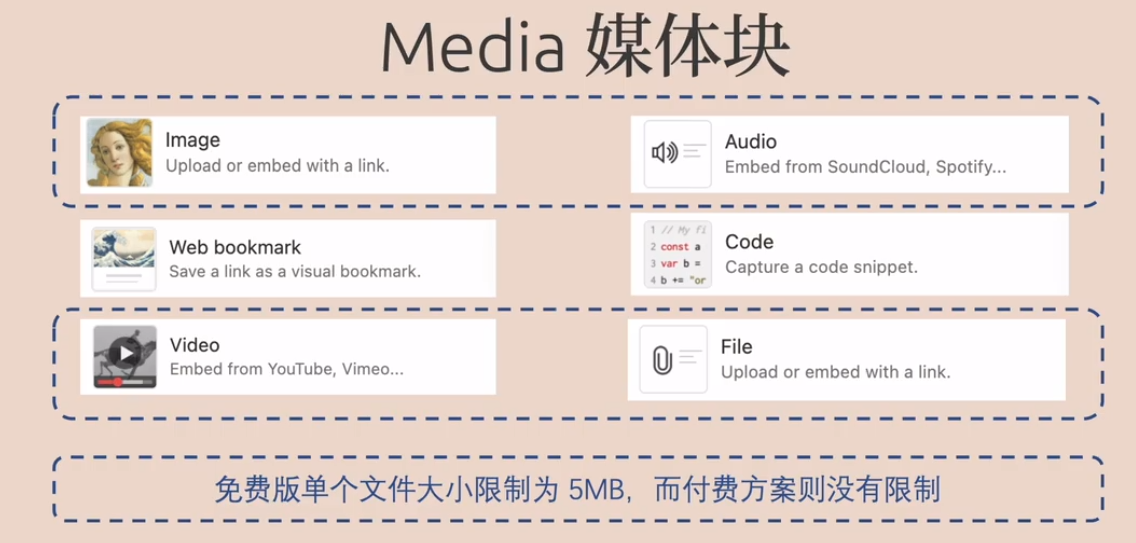 Media 媒体块
Image
Upload or embed with a link.
Audio
Embed from SoundCloud, Spotify...
Web bookmark
Save a link as a visual bookmark.
Code
Capture a code snippet.
1 // My fi
2 const a
3 var b =
4 b += "or
Video
Embed from YouTube, Vimeo...
File
Upload or embed with a link.
免费版单个文件大小限制为 5MB，而付费方案则没有限制